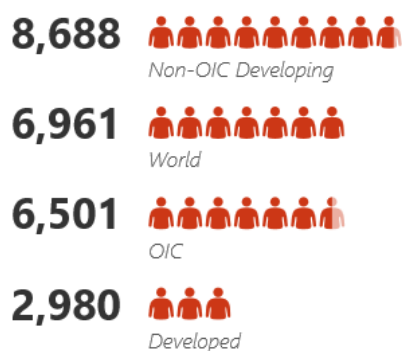 8,688
Non-OIC Developing
6,961
World
6,501
OIC
2,980
Developed